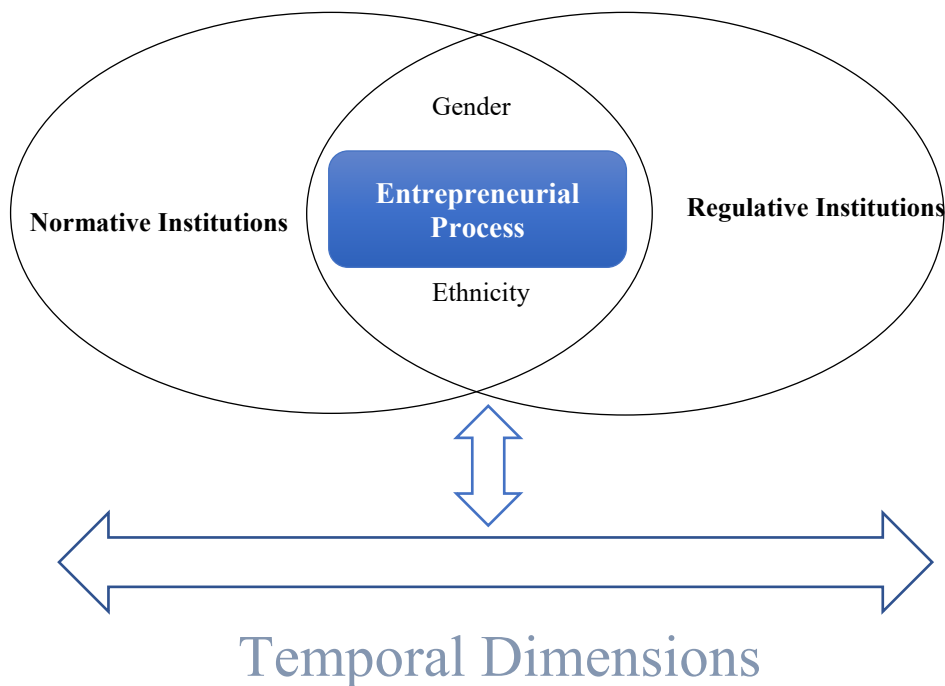 Gender
Entrepreneurial
Process
Normative Institutions
Regulative Institutions
Ethnicity
Temporal Dimensions